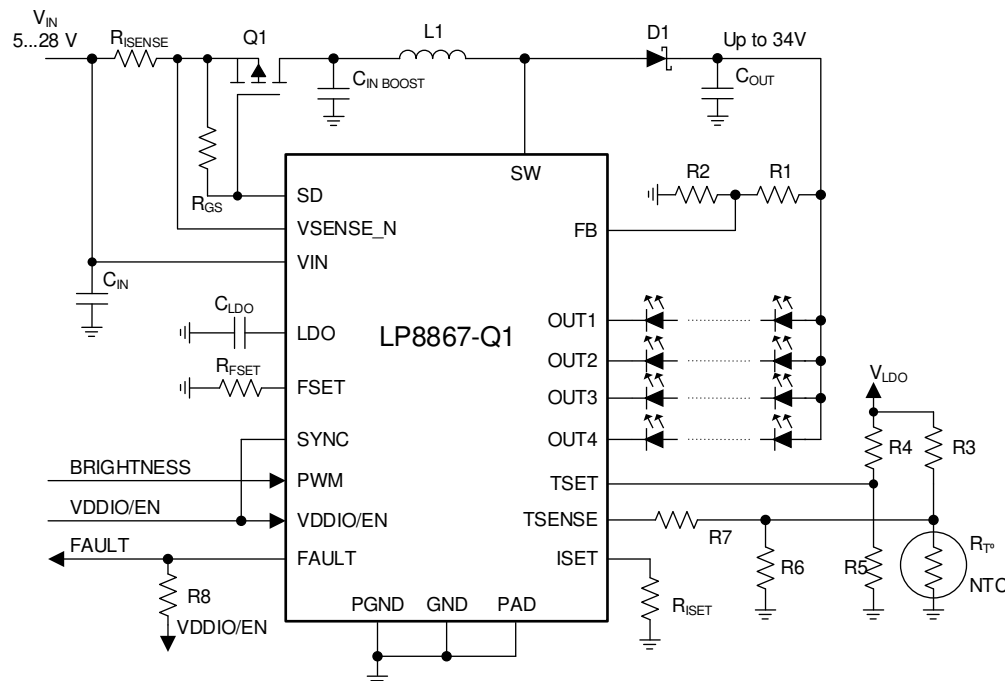 VIN
5...28 V
RISENSE
Q1
L1
D1
Up to 34V
CIN BOOST
COUT
RGS
SW
R2
R1
SD
VSENSE_N
VIN
FB
CIN
CLDO
LDO
LP8867-Q1
OUT1
OUT2
OUT3
OUT4
RFSET
FSET
VLDO
SYNC
R4
R3
BRIGHTNESS
PWM
TSET
VDDIO/EN
VDDIO/EN
TSENSE
R7
FAULT
FAULT
ISET
R6
R5
RT°
NTC
R8
RISET
VDDIO/EN
PGND
GND
PAD